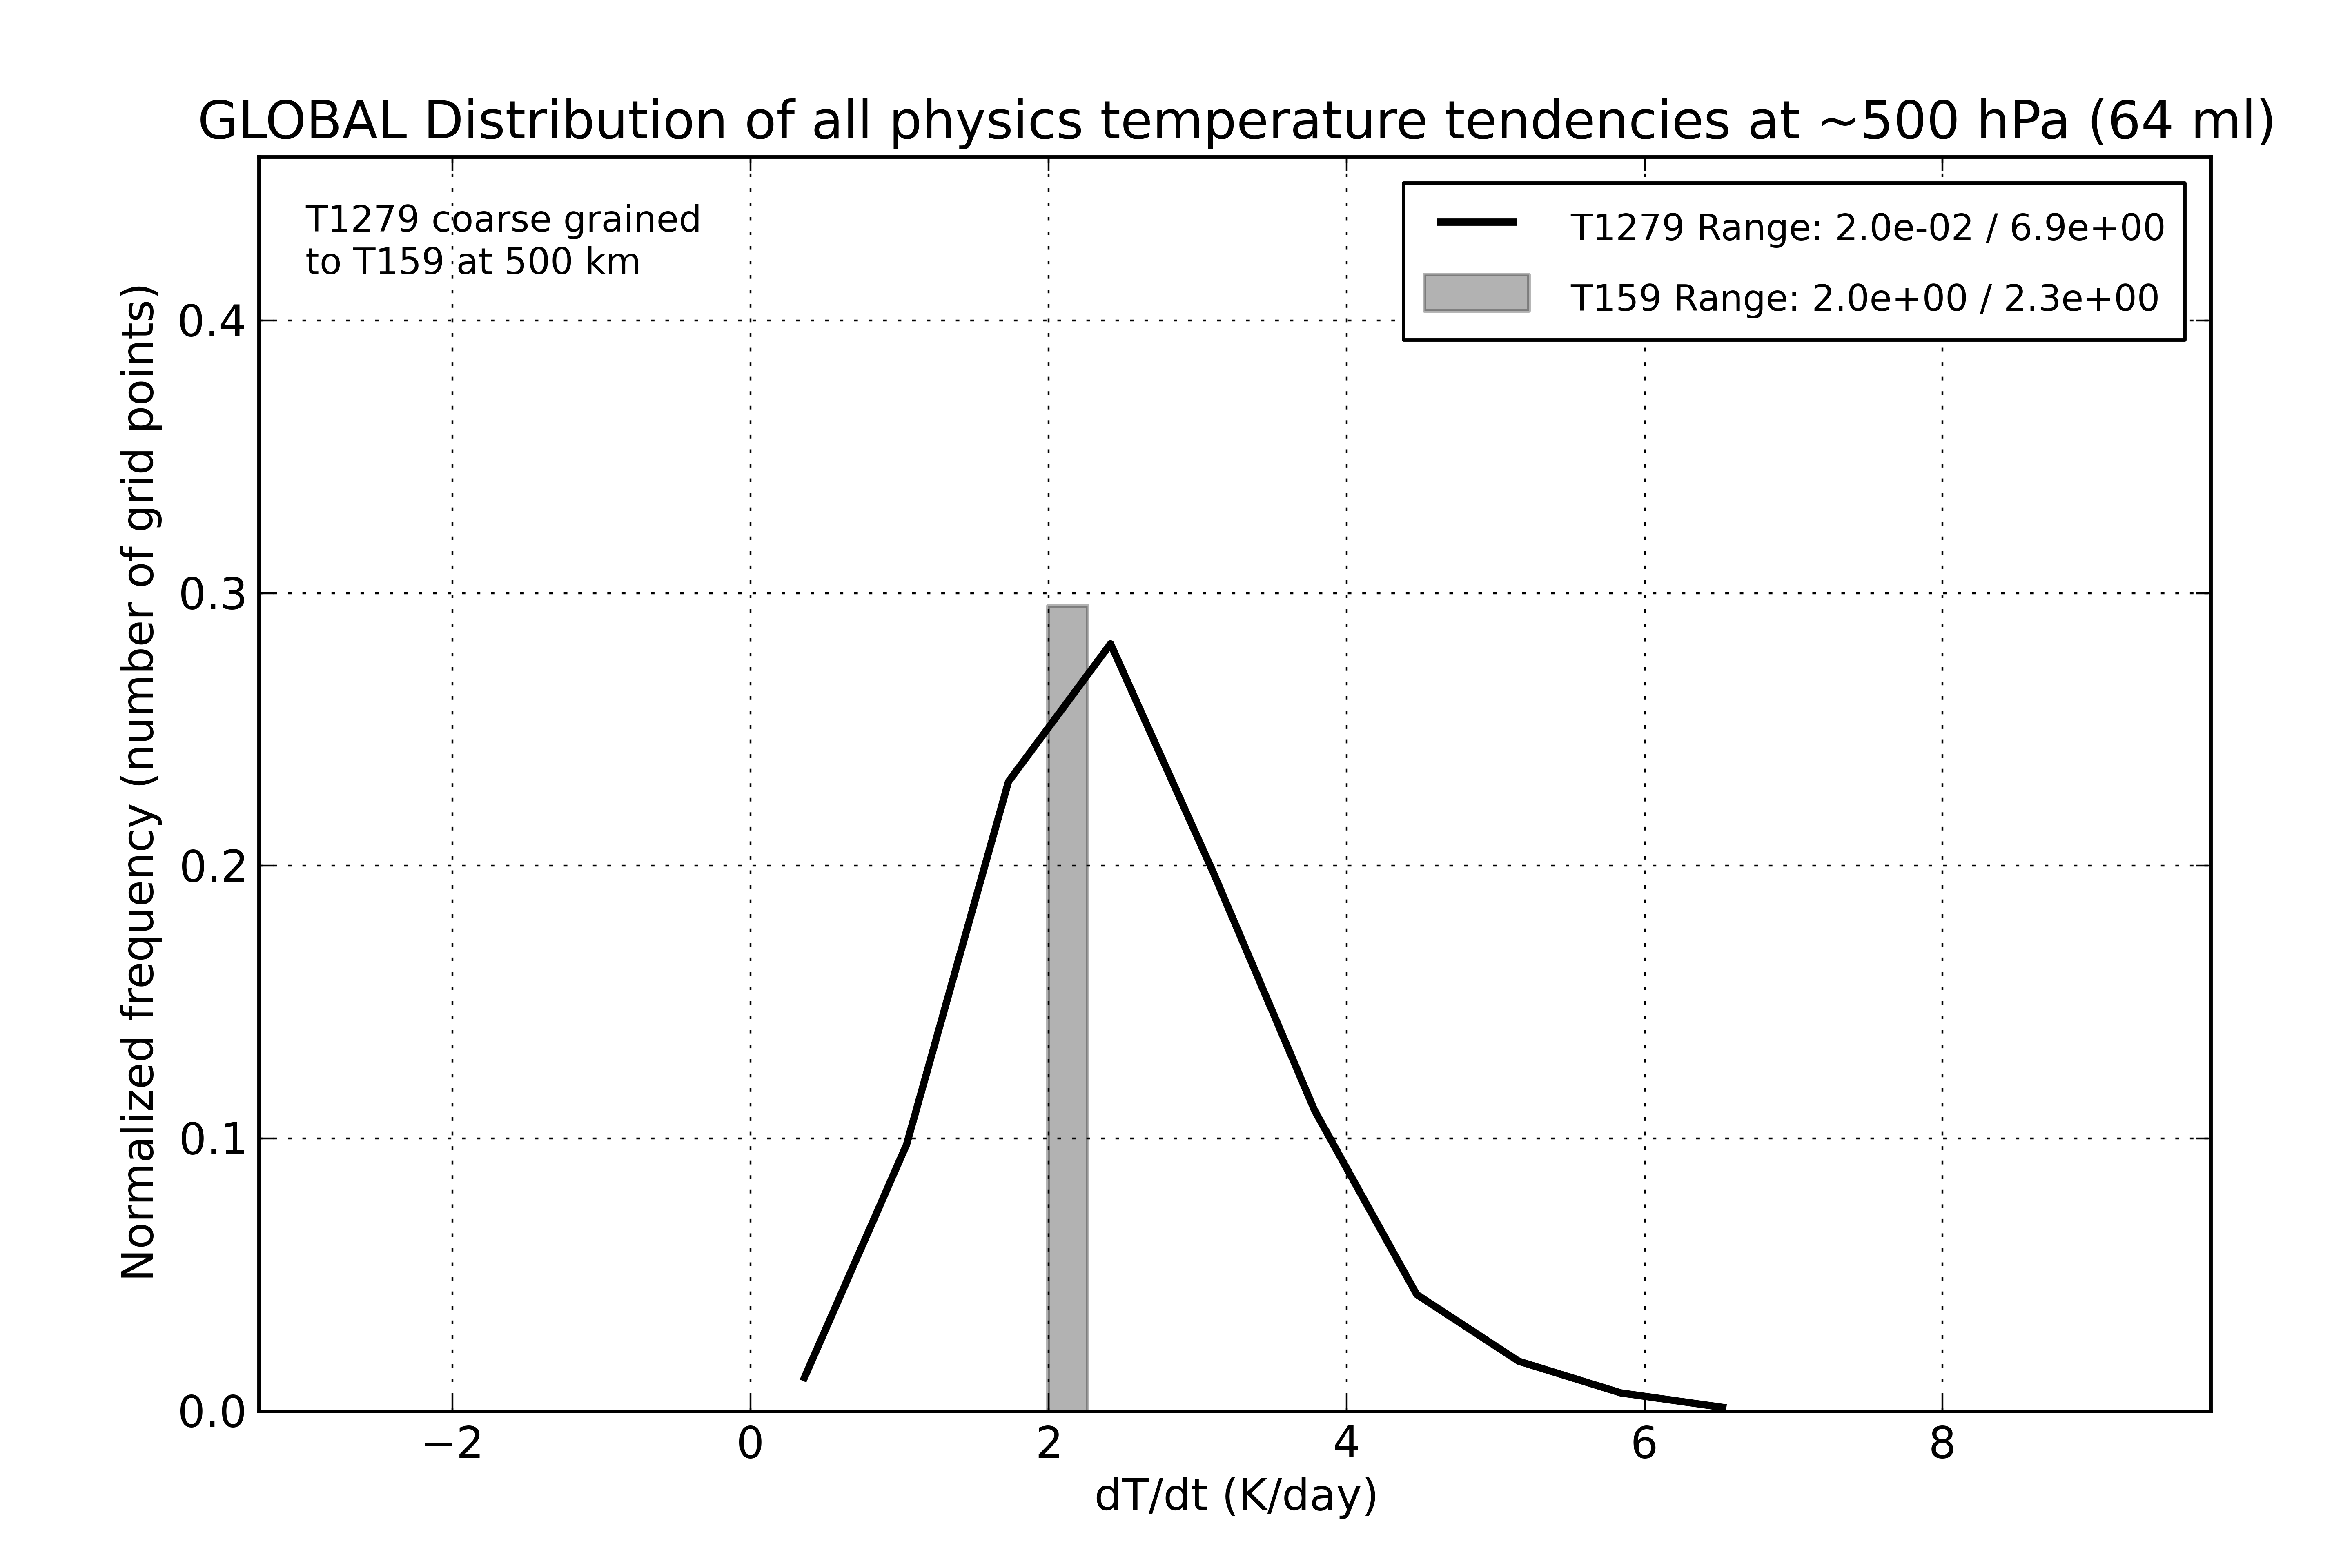 GLOBAL Distribution of all physics temperature tendencies at ~500 hPa (64 ml)
T1279 coarse grained
to T159 at 500 km
T1279 Range: 2.0e-02 / 6.9e+00
T159 Range: 2.0e+00 / 2.3e+00
Normalized frequency (number of grid points)
0.4
0.3
0.2
0.1
0.0
−2 0 2 4 6 8
dT/dt (K/day)